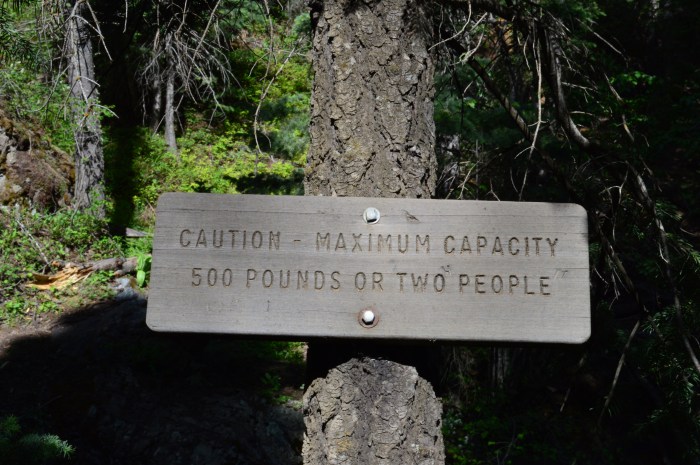 CAUTION - MAXIMUM CAPACITY
500 POUNDS OR TWO PEOPLE